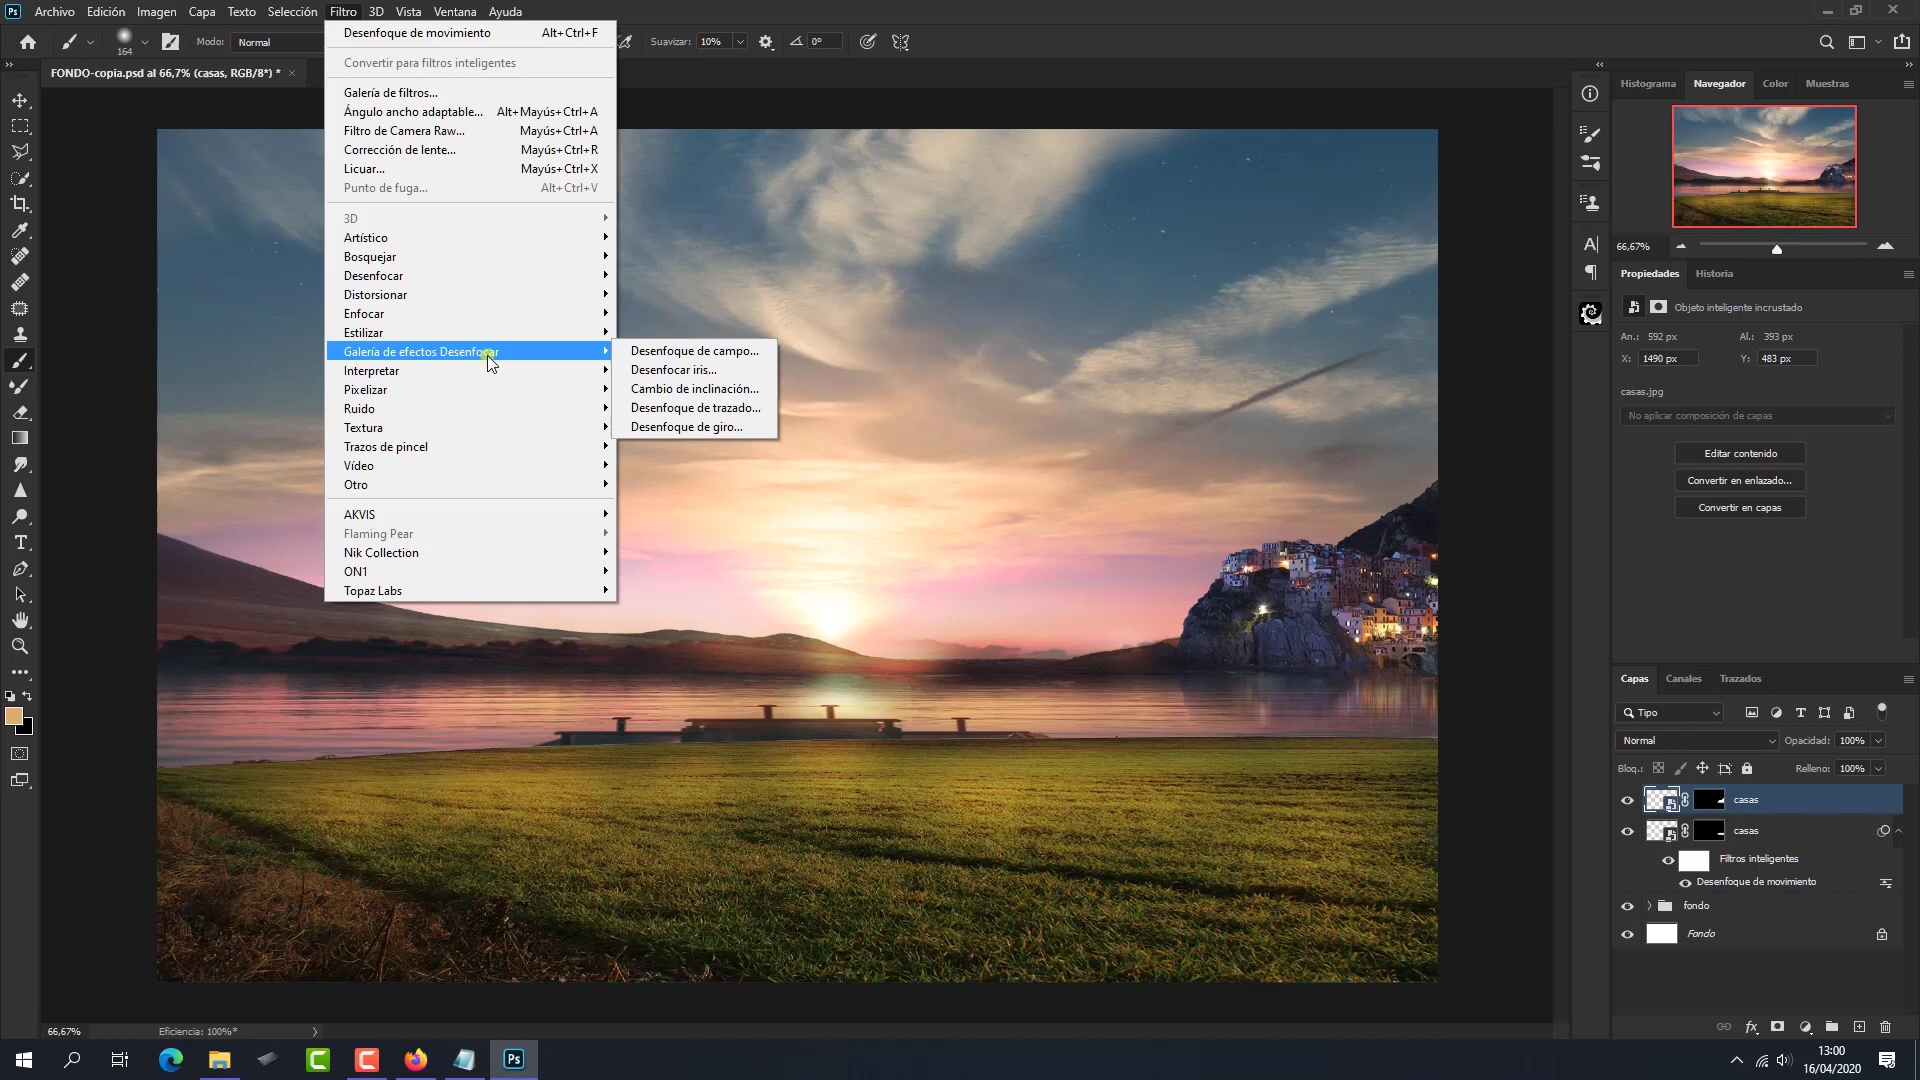 Ps Archivo Edición Imagen Capa Texto Selección Filtro 3D Vista Ventana Ayuda
164 Modo: Normal Suavizar: 10% 0°
FONDO-copia.psd al 66,7% (casas, RGB/8*) *
Desenfoque de movimiento Alt+Ctrl+F
Convertir para filtros inteligentes
Galería de filtros...
Ángulo ancho adaptable... Alt+Mayús+Ctrl+A
Filtro de Camera Raw... Mayús+Ctrl+A
Corrección de lente... Mayús+Ctrl+R
Licuar... Mayús+Ctrl+X
Punto de fuga... Alt+Ctrl+V
3D
Artístico
Bosquejar
Desenfocar
Distorsionar
Enfocar
Estilizar
Galería de efectos Desenfocar
Interpretar
Pixelizar
Ruido
Textura
Trazos de pincel
Vídeo
Otro
AKVIS
Flaming Pear
Nik Collection
ON1
Topaz Labs
Desenfoque de campo...
Desenfocar iris...
Cambio de inclinación...
Desenfoque de trazado...
Desenfoque de giro...
Histograma Navegador Color Muestras
66,67%
Propiedades Historia
Objeto inteligente incrustado
An.: 592 px Al.: 393 px
X: 1490 px Y: 483 px
casas.jpg
No aplicar composición de capas
Editar contenido
Convertir en enlazado...
Convertir en capas
Capas Canales Trazados
Tipo
Normal Opacidad: 100%
Bloq.: Relleno: 100%
casas
casas
Filtros inteligentes
Desenfoque de movimiento
fondo
Fondo
fx
66,67% Eficiencia: 100%*
Ps
13:00
16/04/2020